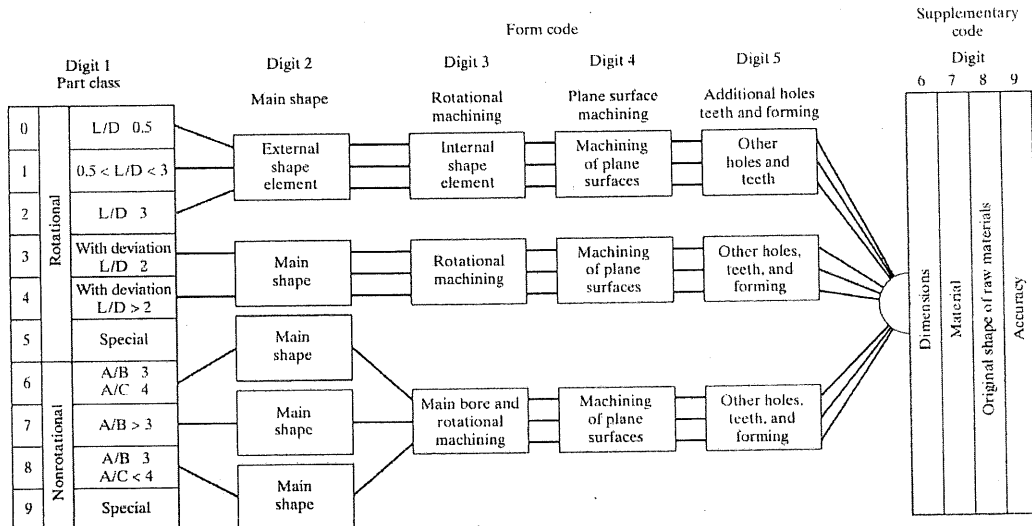 Form code
Supplementary
code
Digit 1
Part class
Digit 2
Main shape
Digit 3
Rotational
machining
Digit 4
Plane surface
machining
Digit 5
Additional holes
teeth and forming
Digit
6 7 8 9
Rotational
0 L/D 0.5
1 0.5 < L/D < 3
2 L/D 3
3 With deviation
L/D 2
4 With deviation
L/D > 2
5 Special
Nonrotational
6 A/B 3
A/C 4
7 A/B > 3
8 A/B 3
A/C < 4
9 Special
External
shape
element
Internal
shape
element
Machining
of plane
surfaces
Other
holes and
teeth
Main
shape
Rotational
machining
Machining
of plane
surfaces
Other holes,
teeth, and
forming
Main
shape
Main
shape
Main
shape
Main bore and
rotational
machining
Machining
of plane
surfaces
Other holes,
teeth, and
forming
Dimensions
Material
Original shape of raw materials
Accuracy